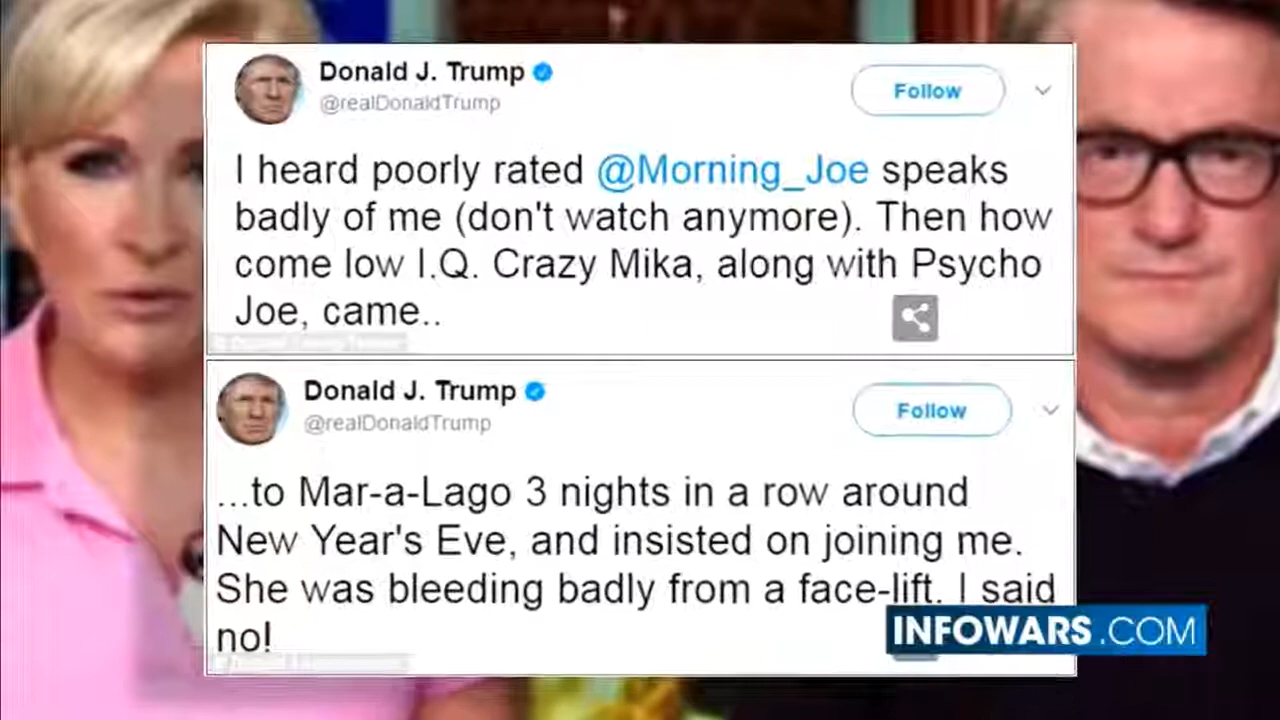 Donald J. Trump
@realDonaldTrump
Follow
I heard poorly rated @Morning_Joe speaks
badly of me (don't watch anymore). Then how
come low I.Q. Crazy Mika, along with Psycho
Joe, came..
Donald J. Trump
@realDonaldTrump
Follow
...to Mar-a-Lago 3 nights in a row around
New Year's Eve, and insisted on joining me.
She was bleeding badly from a face-lift. I said
no!
INFOWARS.COM